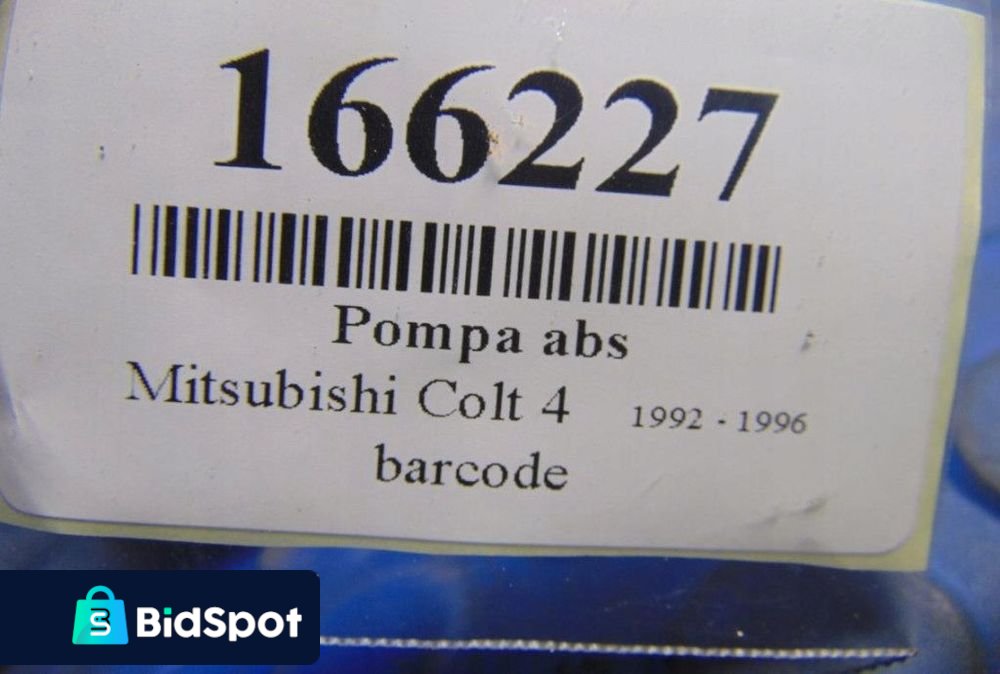 166227
Pompa abs
Mitsubishi Colt 4 1992 - 1996
barcode
BidSpot